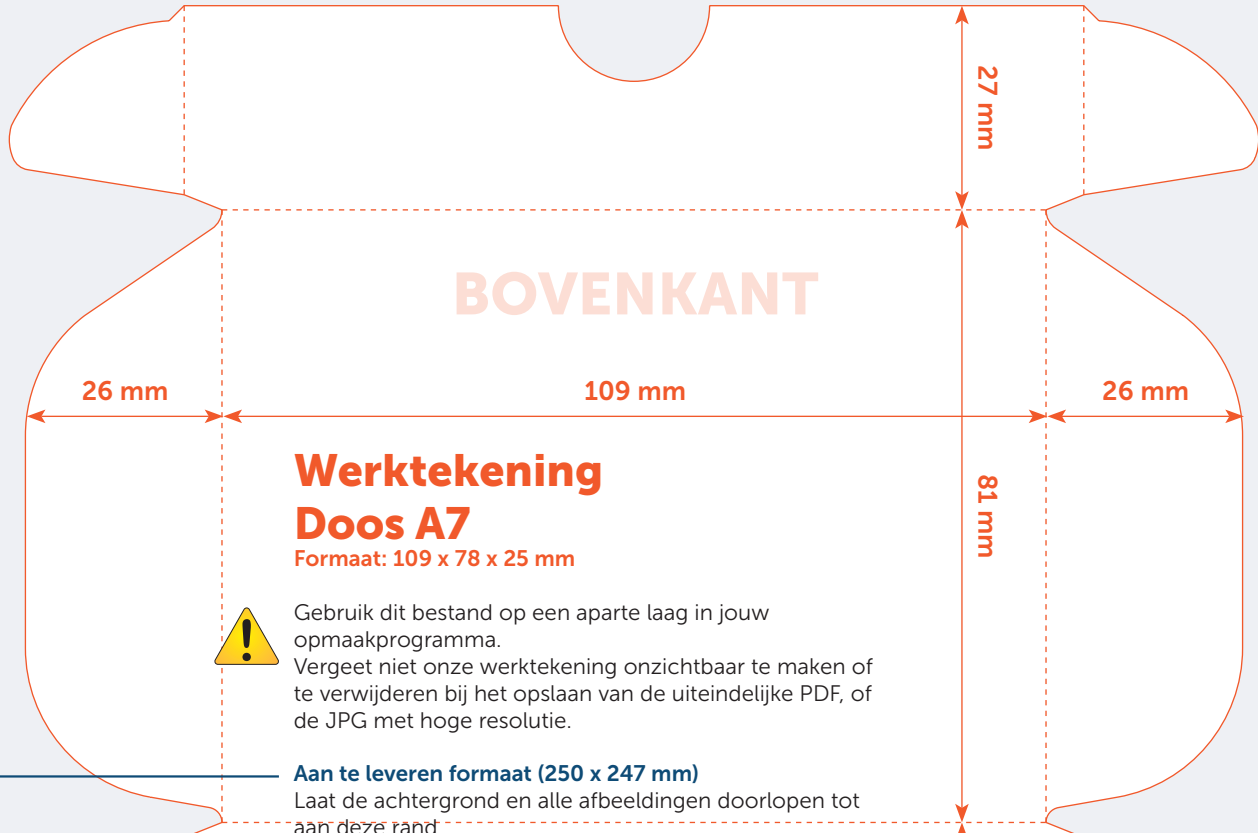 27 mm
BOVENKANT
26 mm
109 mm
26 mm
Werktekening
Doos A7
Formaat: 109 x 78 x 25 mm
81 mm
Gebruik dit bestand op een aparte laag in jouw
opmaakprogramma.
Vergeet niet onze werktekening onzichtbaar te maken of
te verwijderen bij het opslaan van de uiteindelijke PDF, of
de JPG met hoge resolutie.
Aan te leveren formaat (250 x 247 mm)
Laat de achtergrond en alle afbeeldingen doorlopen tot
aan deze rand